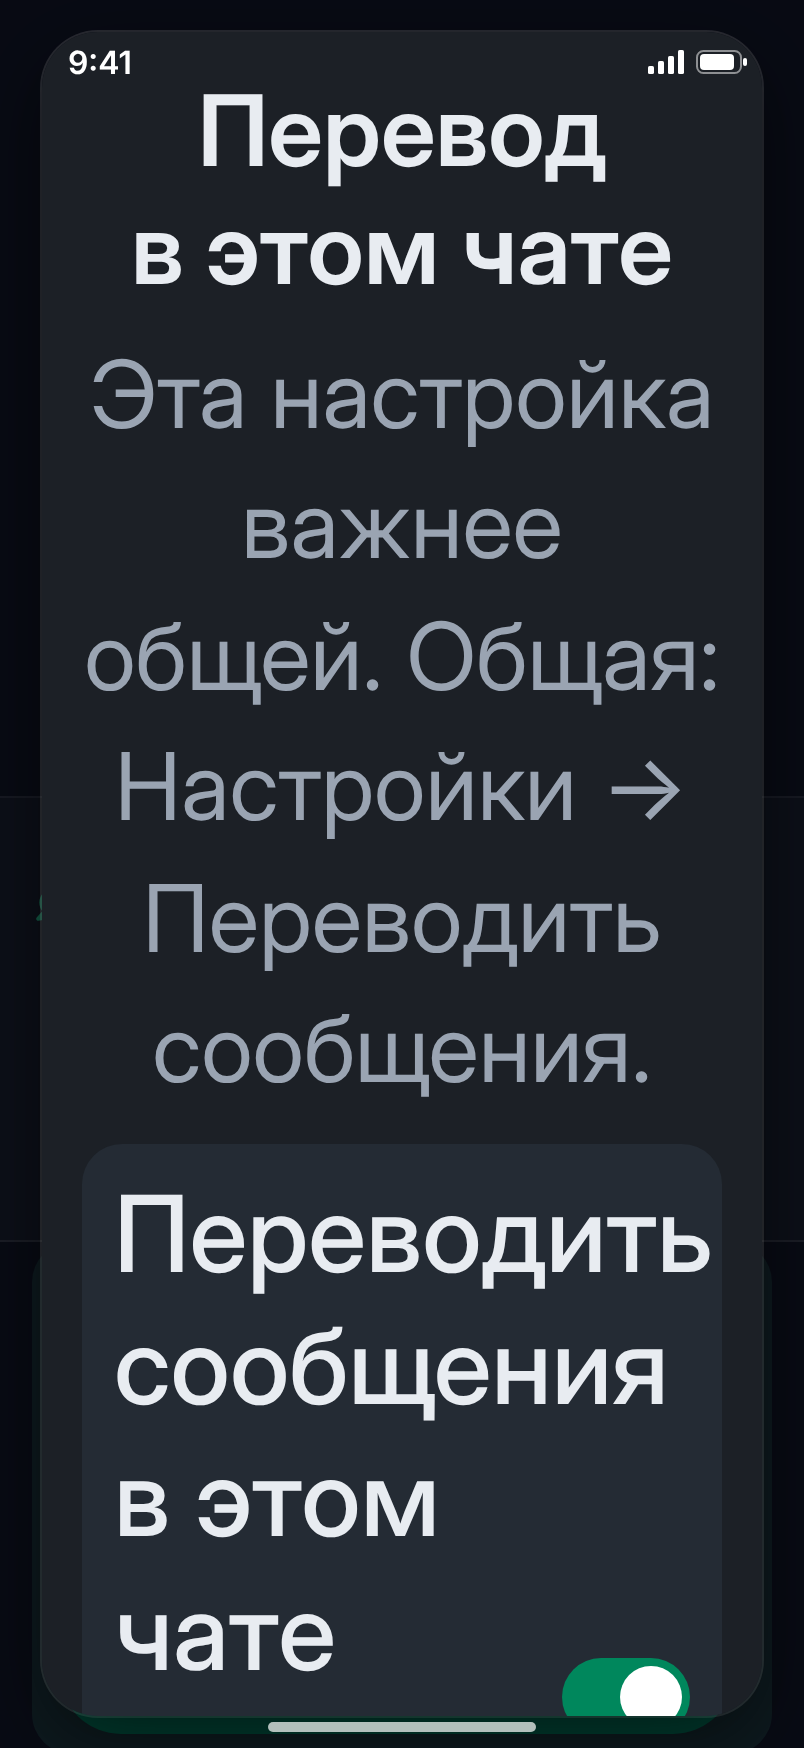 9:41
Перевод
в этом чате
Эта настройка
важнее
общей. Общая:
Настройки →
Переводить
сообщения.
Переводить
сообщения
в этом
чате